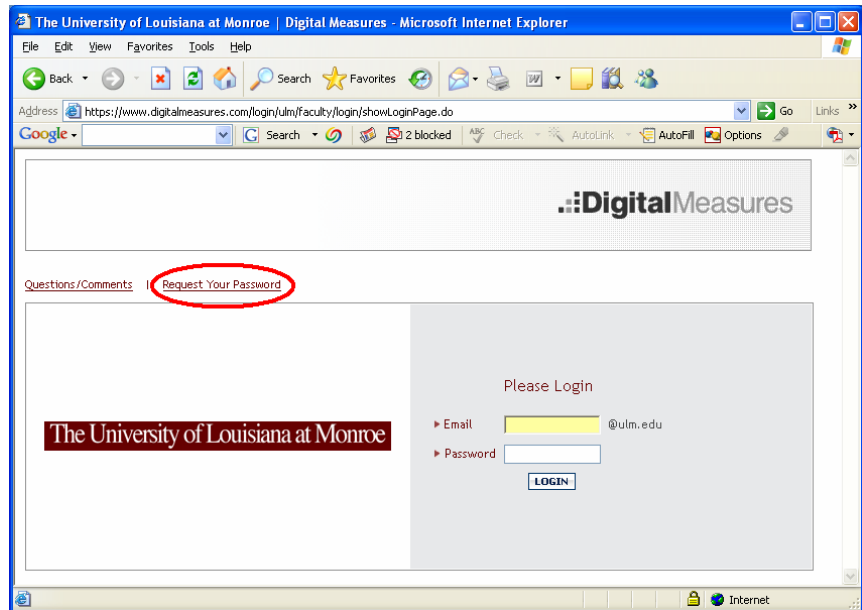 The University of Louisiana at Monroe | Digital Measures - Microsoft Internet Explorer
File Edit View Favorites Tools Help
Back Search Favorites
Address https://www.digitalmeasures.com/login/ulm/faculty/login/showLoginPage.do Go Links »
Google Search 2 blocked ABC Check AutoLink AutoFill Options
.::DigitalMeasures
Questions/Comments | Request Your Password
Please Login
The University of Louisiana at Monroe
Email @ulm.edu
Password
LOGIN
Internet